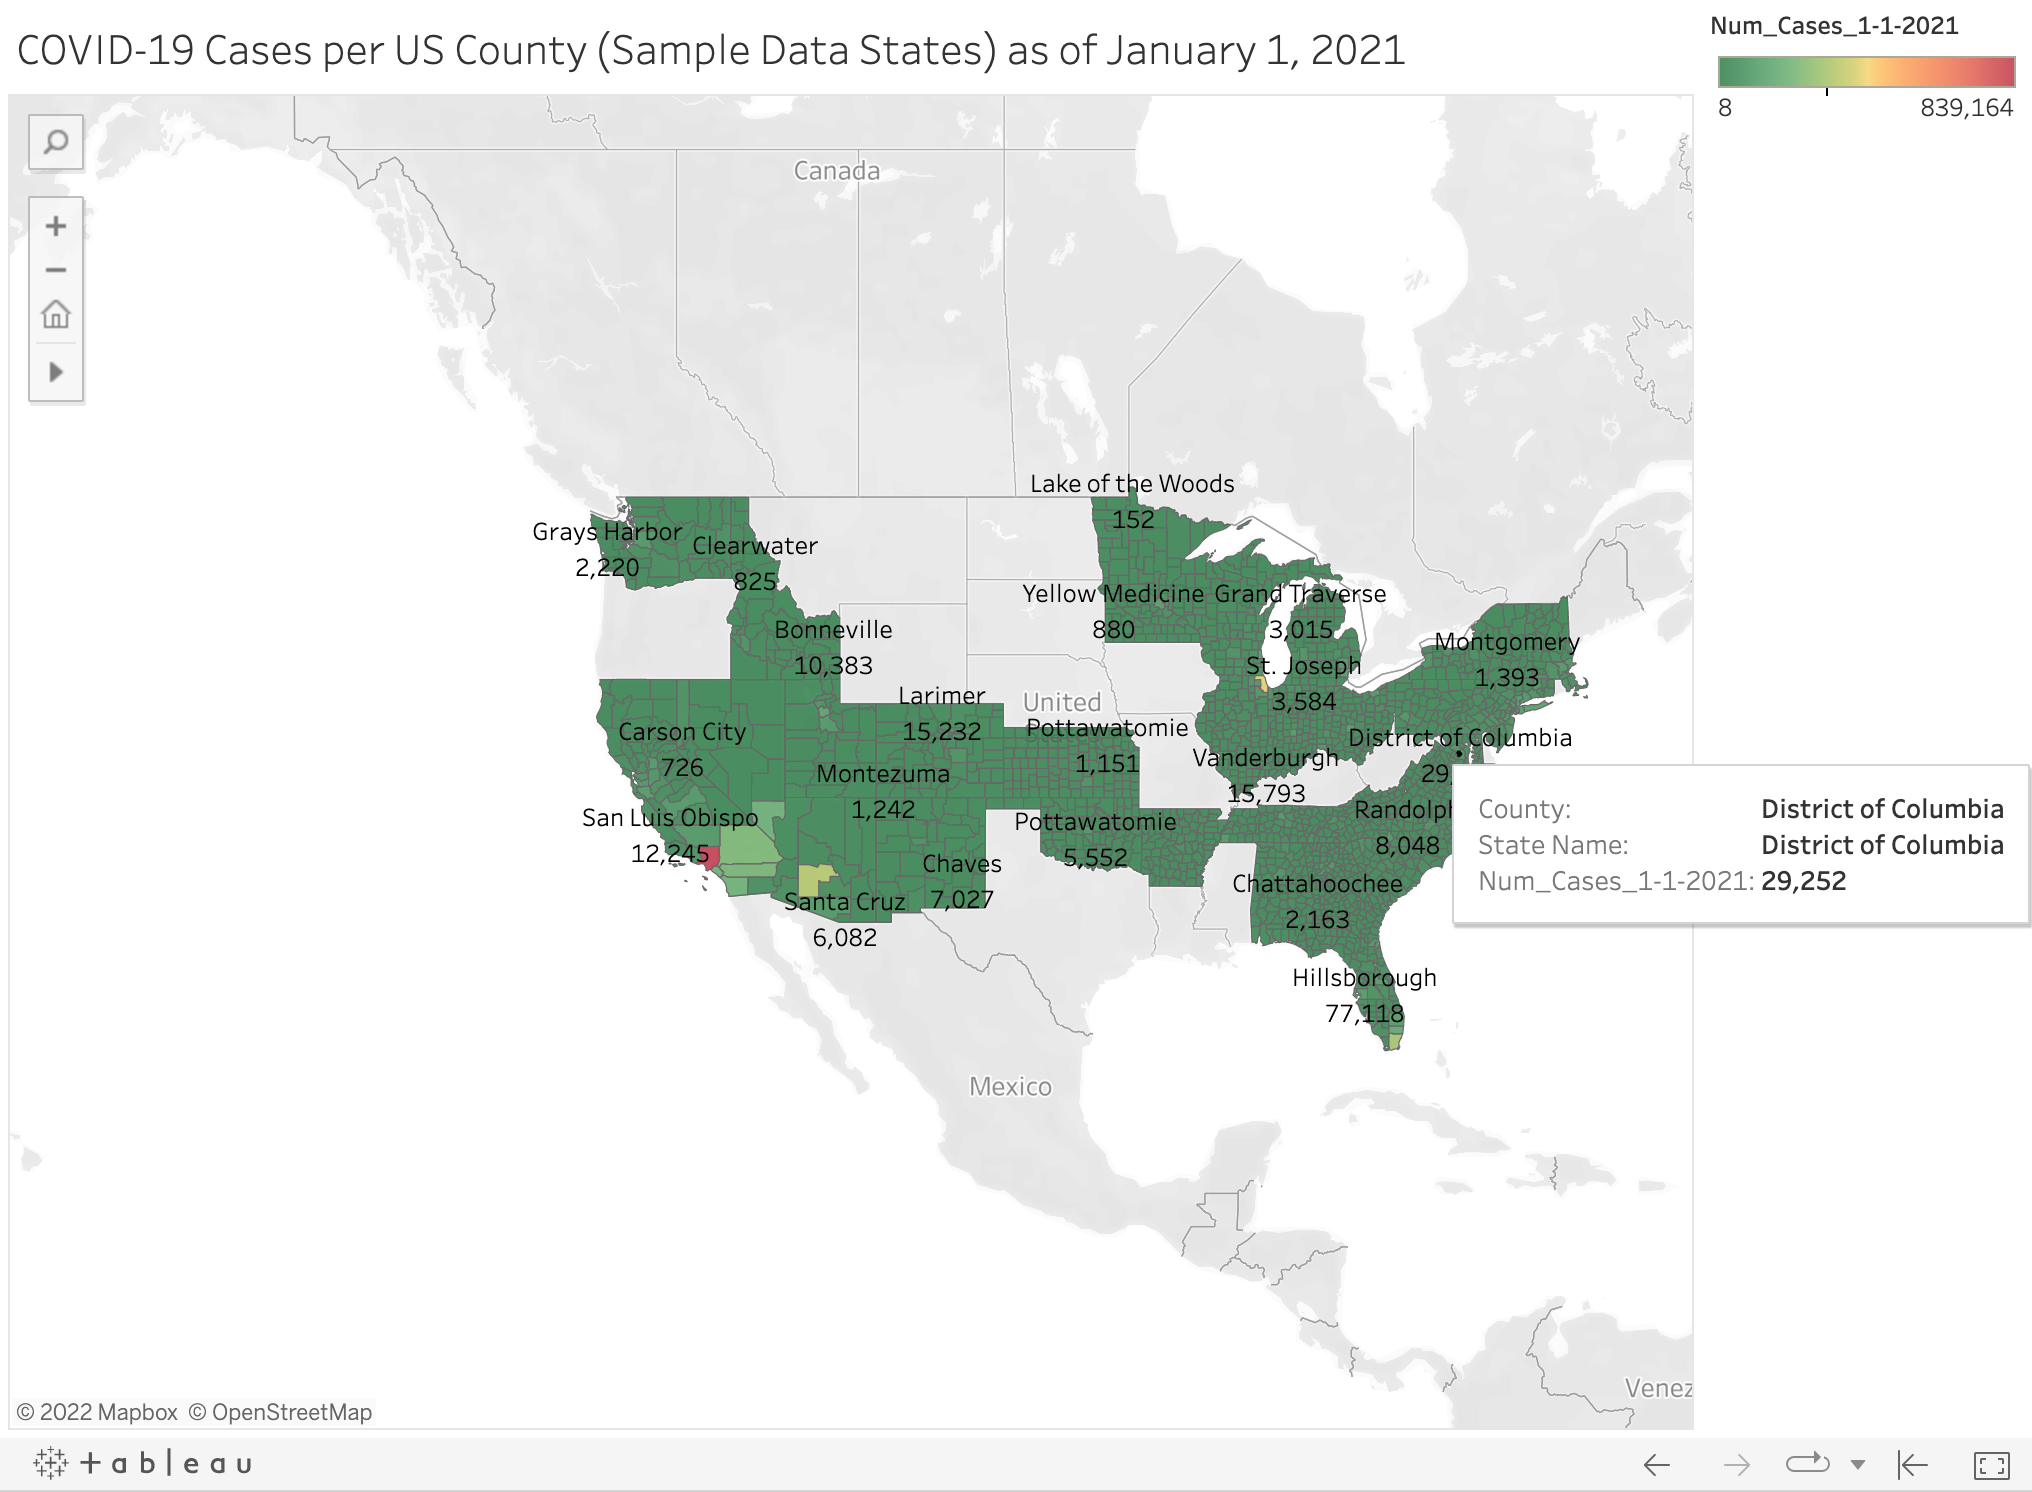 COVID-19 Cases per US County (Sample Data States) as of January 1, 2021
Num_Cases_1-1-2021
8
839,164
Canada
Lake of the Woods
152
Grays Harbor
2,220
Clearwater
825
Yellow Medicine
880
Grand Traverse
3,015
Bonneville
10,383
Montgomery
1,393
St. Joseph
3,584
Larimer
15,232
United
Carson City
726
Pottawatomie
1,151
District of Columbia
29,
Vanderburgh
15,793
Montezuma
1,242
San Luis Obispo
12,245
Pottawatomie
5,552
Randolph
8,048
County: District of Columbia
State Name: District of Columbia
Num_Cases_1-1-2021: 29,252
Chaves
7,027
Santa Cruz
6,082
Chattahoochee
2,163
Hillsborough
77,118
Mexico
Venez
© 2022 Mapbox © OpenStreetMap
+ a b l e a u